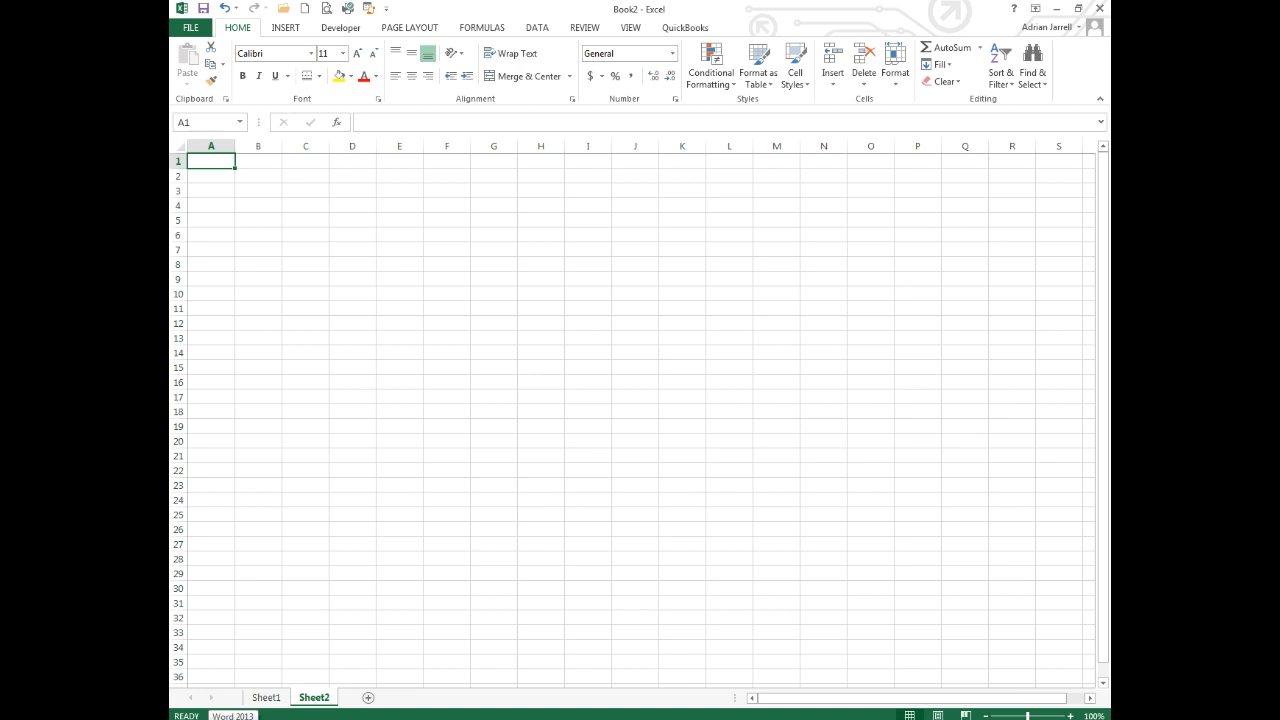 Book2 - Excel
?
FILE HOME INSERT Developer PAGE LAYOUT FORMULAS DATA REVIEW VIEW QuickBooks Adrian Jarrell
Paste
Calibri 11 A A
Wrap Text
General
B I U A
Merge & Center
$ % ,
Conditional Formatting
Format as Table
Cell Styles
Insert Delete Format
AutoSum
Fill
Clear
Sort & Filter
Find & Select
Clipboard Font Alignment Number Styles Cells Editing
A1 fx
A B C D E F G H I J K L M N O P Q R S
1
2
3
4
5
6
7
8
9
10
11
12
13
14
15
16
17
18
19
20
21
22
23
24
25
26
27
28
29
30
31
32
33
34
35
36
Sheet1 Sheet2
READY Word 2013 100%